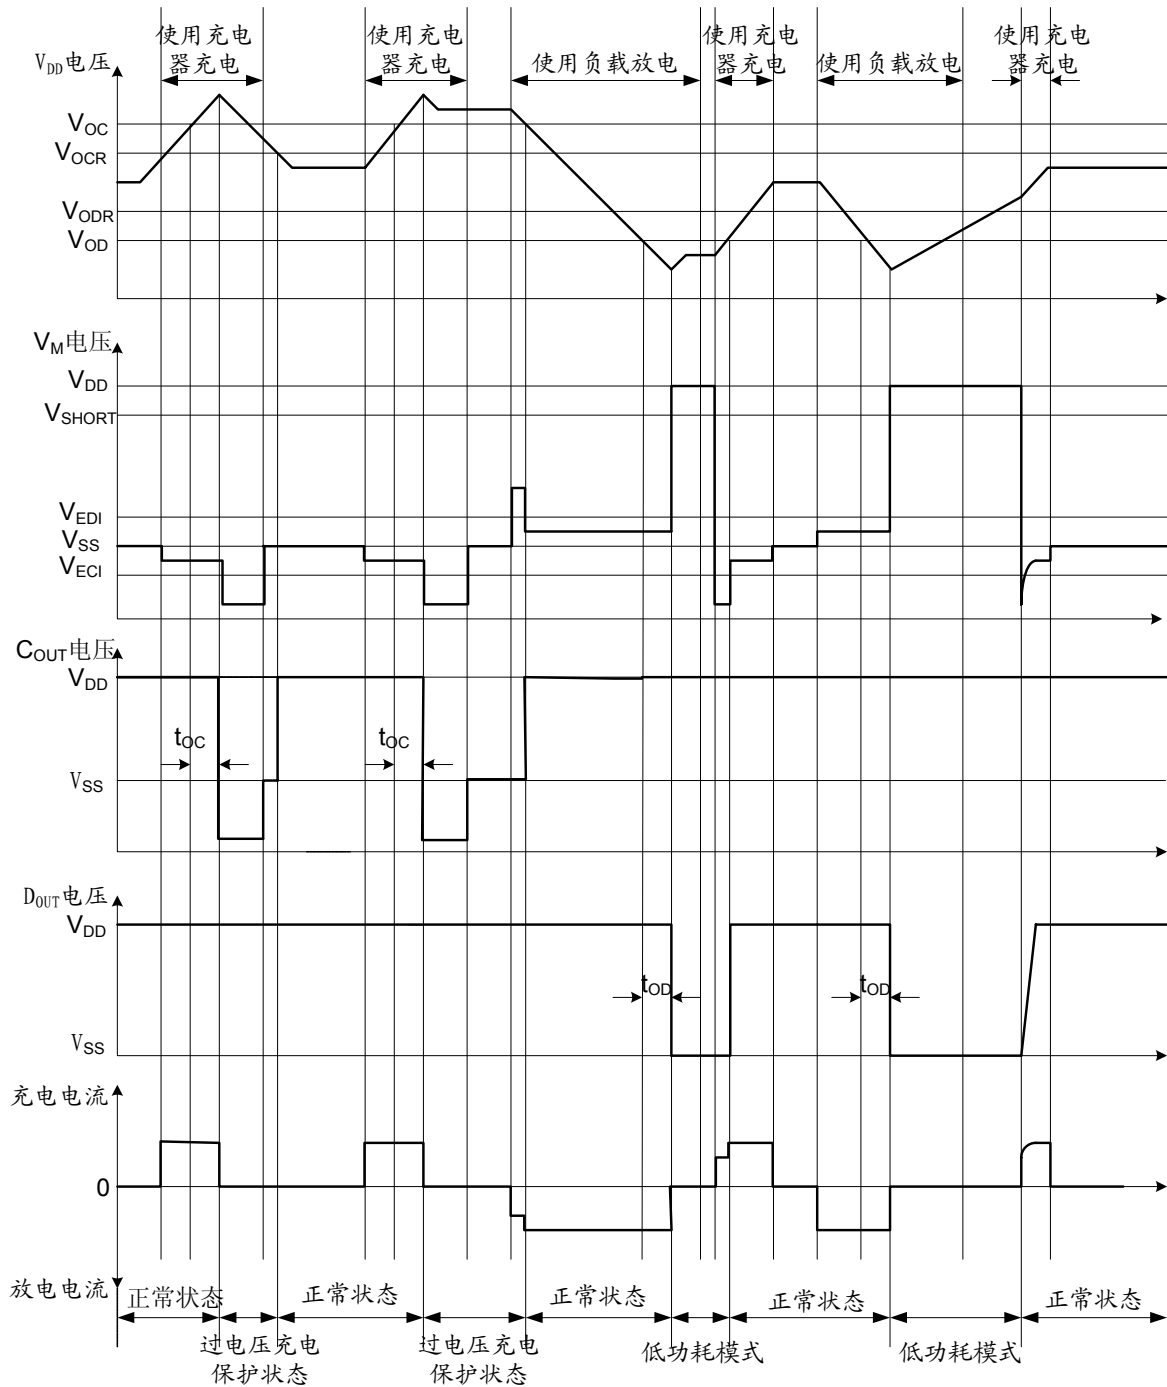 使用充电
器充电
使用充电
器充电
使用负载放电
使用充电
器充电
使用负载放电
使用充电
器充电
VDD电压
VOC
VOCR
VODR
VOD
VM电压
VDD
VSHORT
VEDI
VSS
VECI
COUT电压
VDD
tOC
tOC
VSS
DOUT电压
VDD
tOD
tOD
VSS
充电电流
0
放电电流
正常状态
正常状态
正常状态
正常状态
正常状态
过电压充电
保护状态
过电压充电
保护状态
低功耗模式
低功耗模式